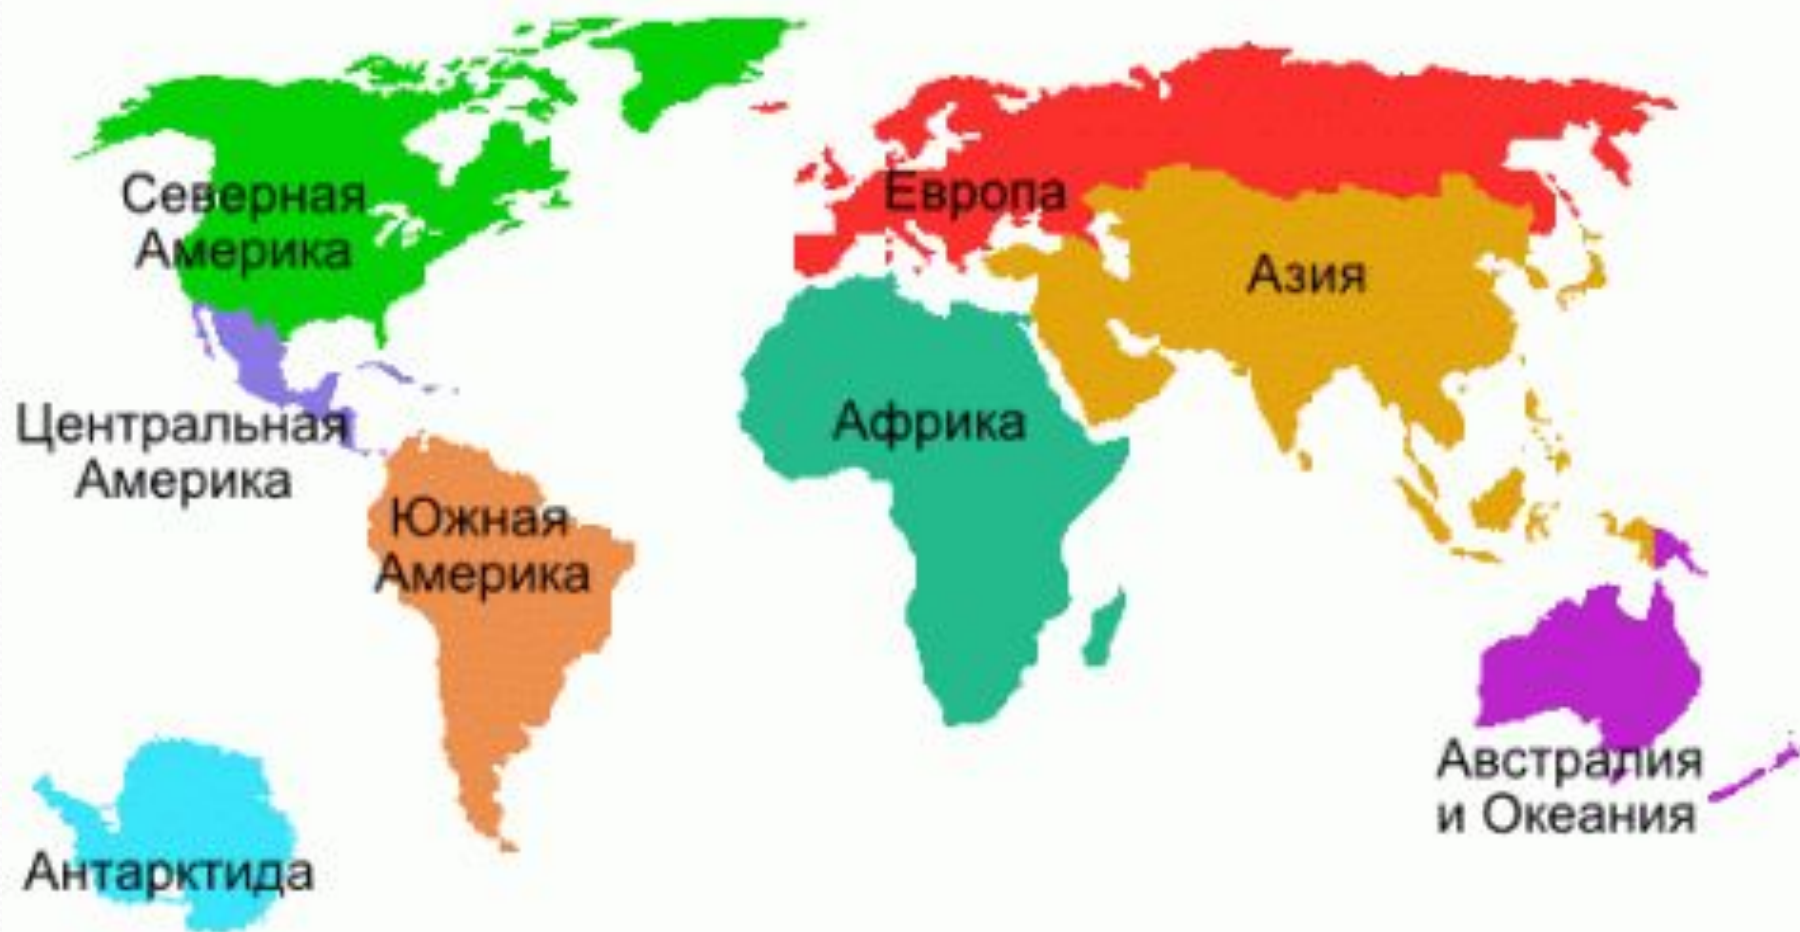 Северная
Америка
Европа
Азия
Центральная
Америка
Африка
Южная
Америка
Австралия
и Океания
Антарктида